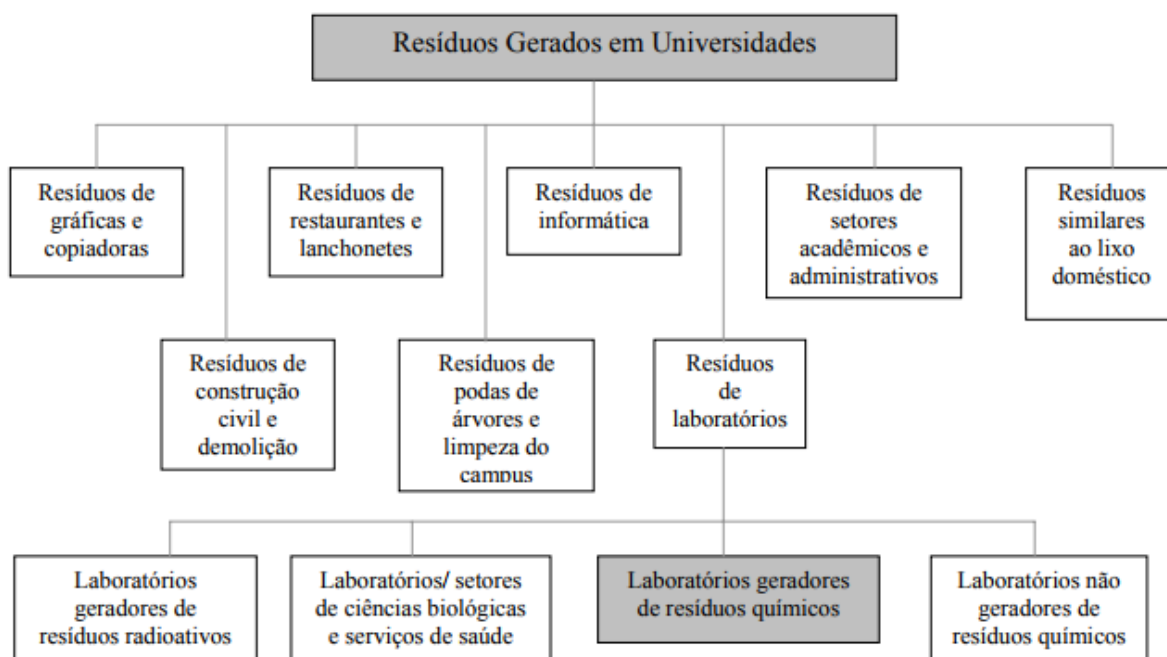 Resíduos Gerados em Universidades
Resíduos de
gráficas e
copiadoras
Resíduos de
restaurantes e
lanchonetes
Resíduos de
informática
Resíduos de
setores
acadêmicos e
administrativos
Resíduos
similares
ao lixo
doméstico
Resíduos de
construção
civil e
demolição
Resíduos de
podas de
árvores e
limpeza do
campus
Resíduos
de
laboratórios
Laboratórios
geradores de
resíduos radioativos
Laboratórios/ setores
de ciências biológicas
e serviços de saúde
Laboratórios geradores
de resíduos químicos
Laboratórios não
geradores de
resíduos químicos